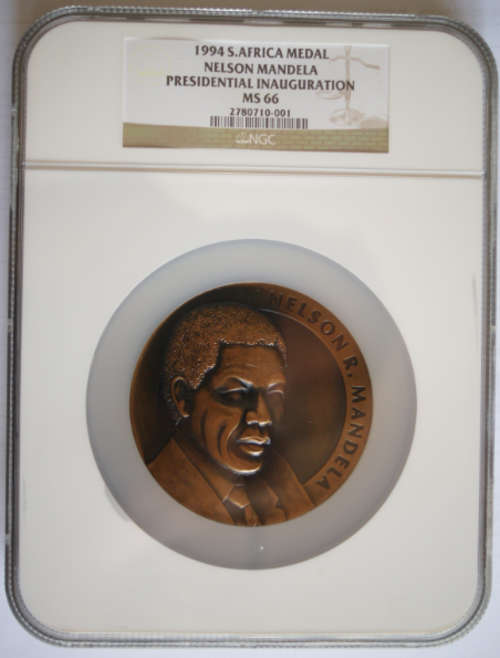 1994 S.AFRICA MEDAL
NELSON MANDELA
PRESIDENTIAL INAUGURATION
MS 66
2780710-001
NGC
NELSON R. MANDELA